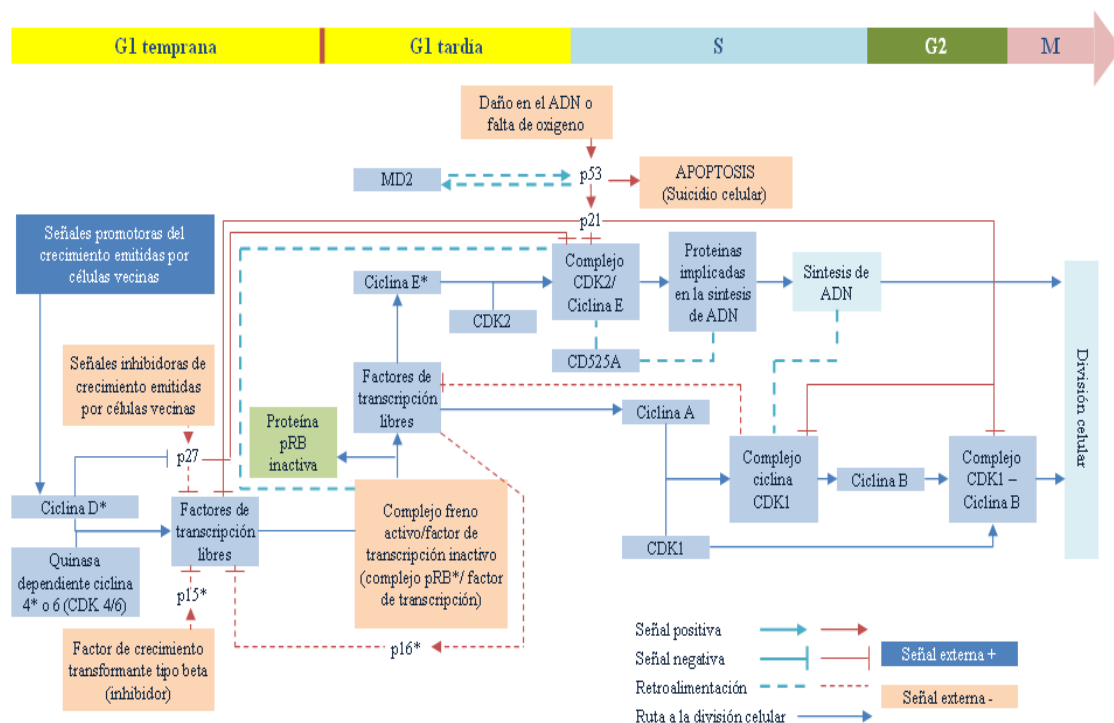 G1 temprana
G1 tardía
S
G2
M
Daño en el ADN o
falta de oxigeno
MD2
p53
APOPTOSIS
(Suicidio celular)
p21
Señales promotoras del
crecimiento emitidas por
células vecinas
Ciclina E*
CDK2
Complejo
CDK2/
Ciclina E
Proteinas
implicadas
en la sintesis
de ADN
Sintesis de
ADN
CD525A
Señales inhibidoras de
crecimiento emitidas
por células vecinas
Factores de
transcripción
libres
Proteína
pRB
inactiva
Ciclina A
División celular
p27
Ciclina D*
Factores de
transcripción
libres
Complejo freno
activo/factor de
transcripción inactivo
(complejo pRB*/ factor
de transcripción)
Complejo
ciclina
CDK1
Ciclina B
Complejo
CDK1 –
Ciclina B
Quinasa
dependiente ciclina
4* o 6 (CDK 4/6)
CDK1
p15*
p16*
Factor de crecimiento
transformante tipo beta
(inhibidor)
Señal positiva
Señal negativa
Retroalimentación
Ruta a la división celular
Señal externa +
Señal externa -